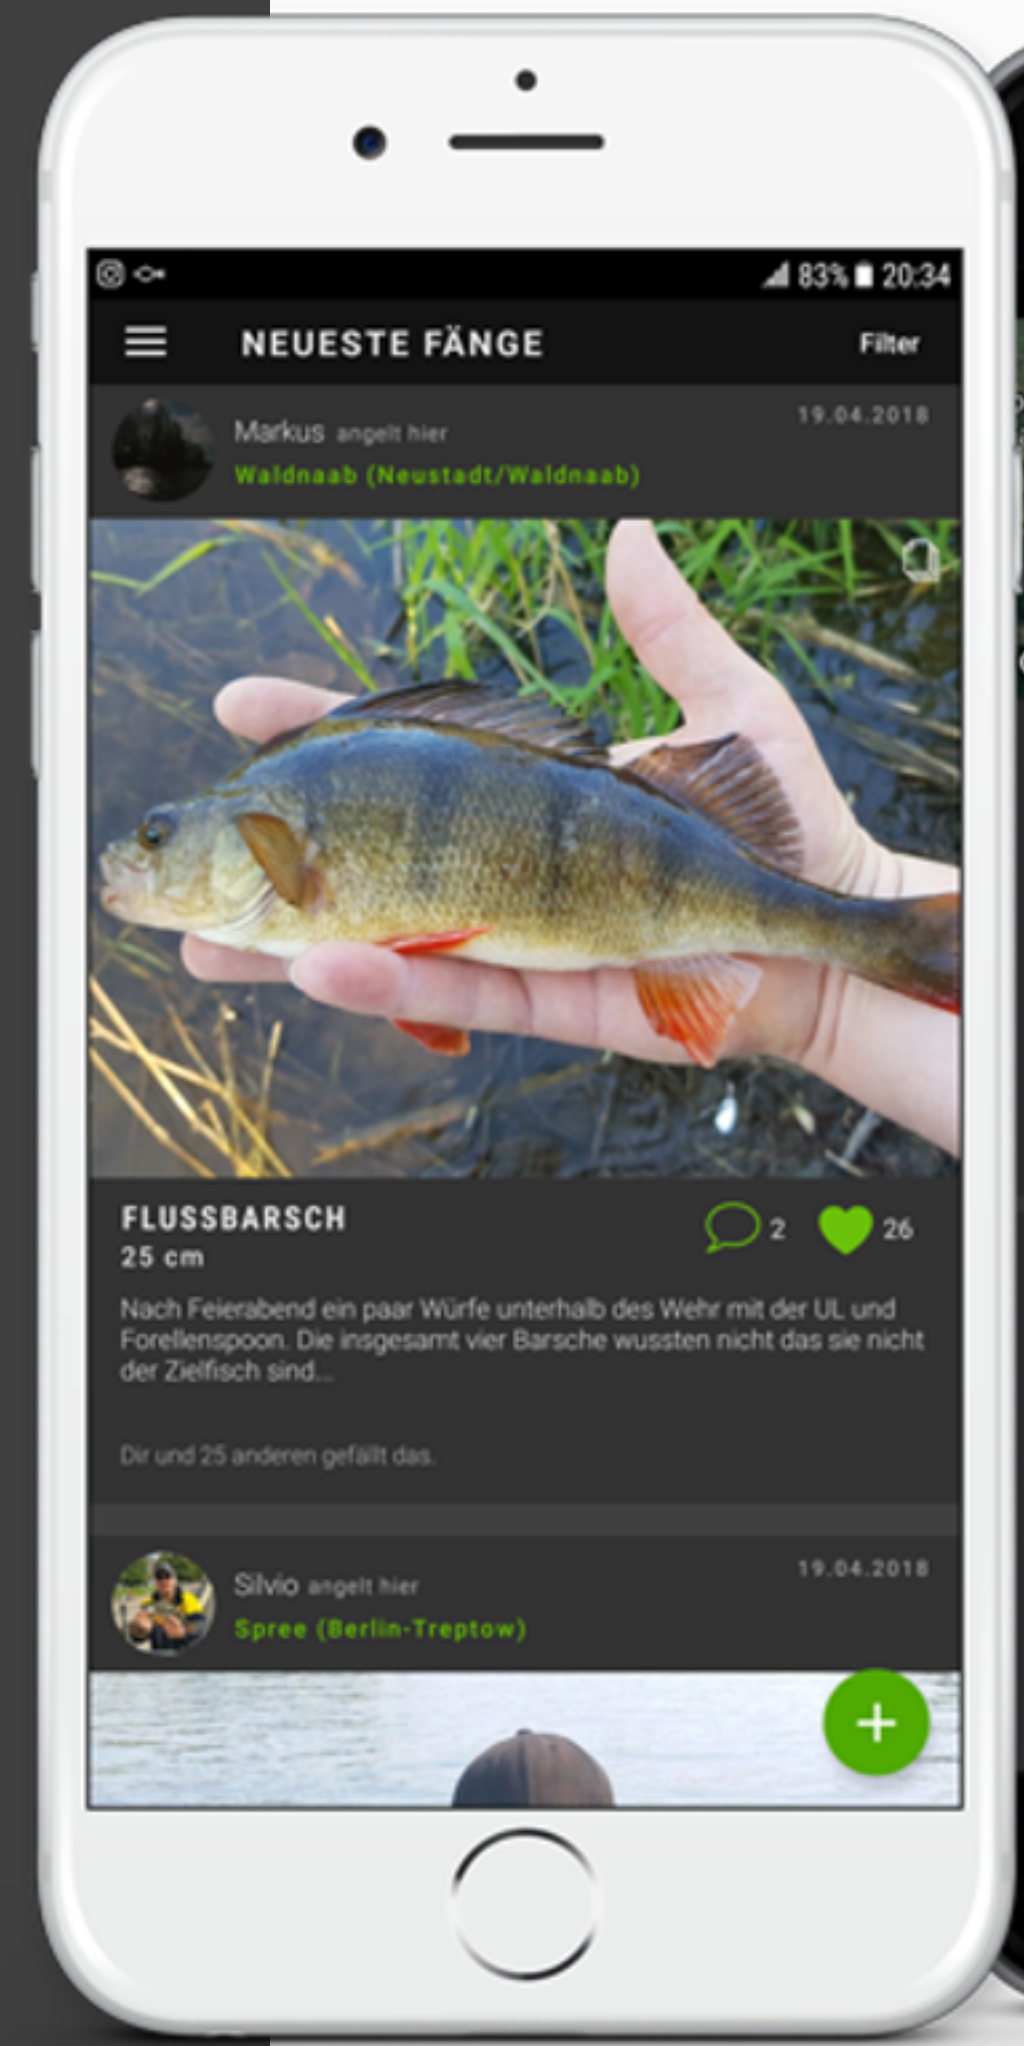 83% 20:34
NEUESTE FÄNGE Filter
Markus angelt hier 19.04.2018
Waldnaab (Neustadt/Waldnaab)
FLUSSBARSCH
2 26
25 cm
Nach Feierabend ein paar Würfe unterhalb des Wehr mit der UL und
Forellenspoon. Die insgesamt vier Barsche wussten nicht das sie nicht
der Zielfisch sind...
Dir und 25 anderen gefällt das.
Silvio angelt hier 19.04.2018
Spree (Berlin-Treptow)